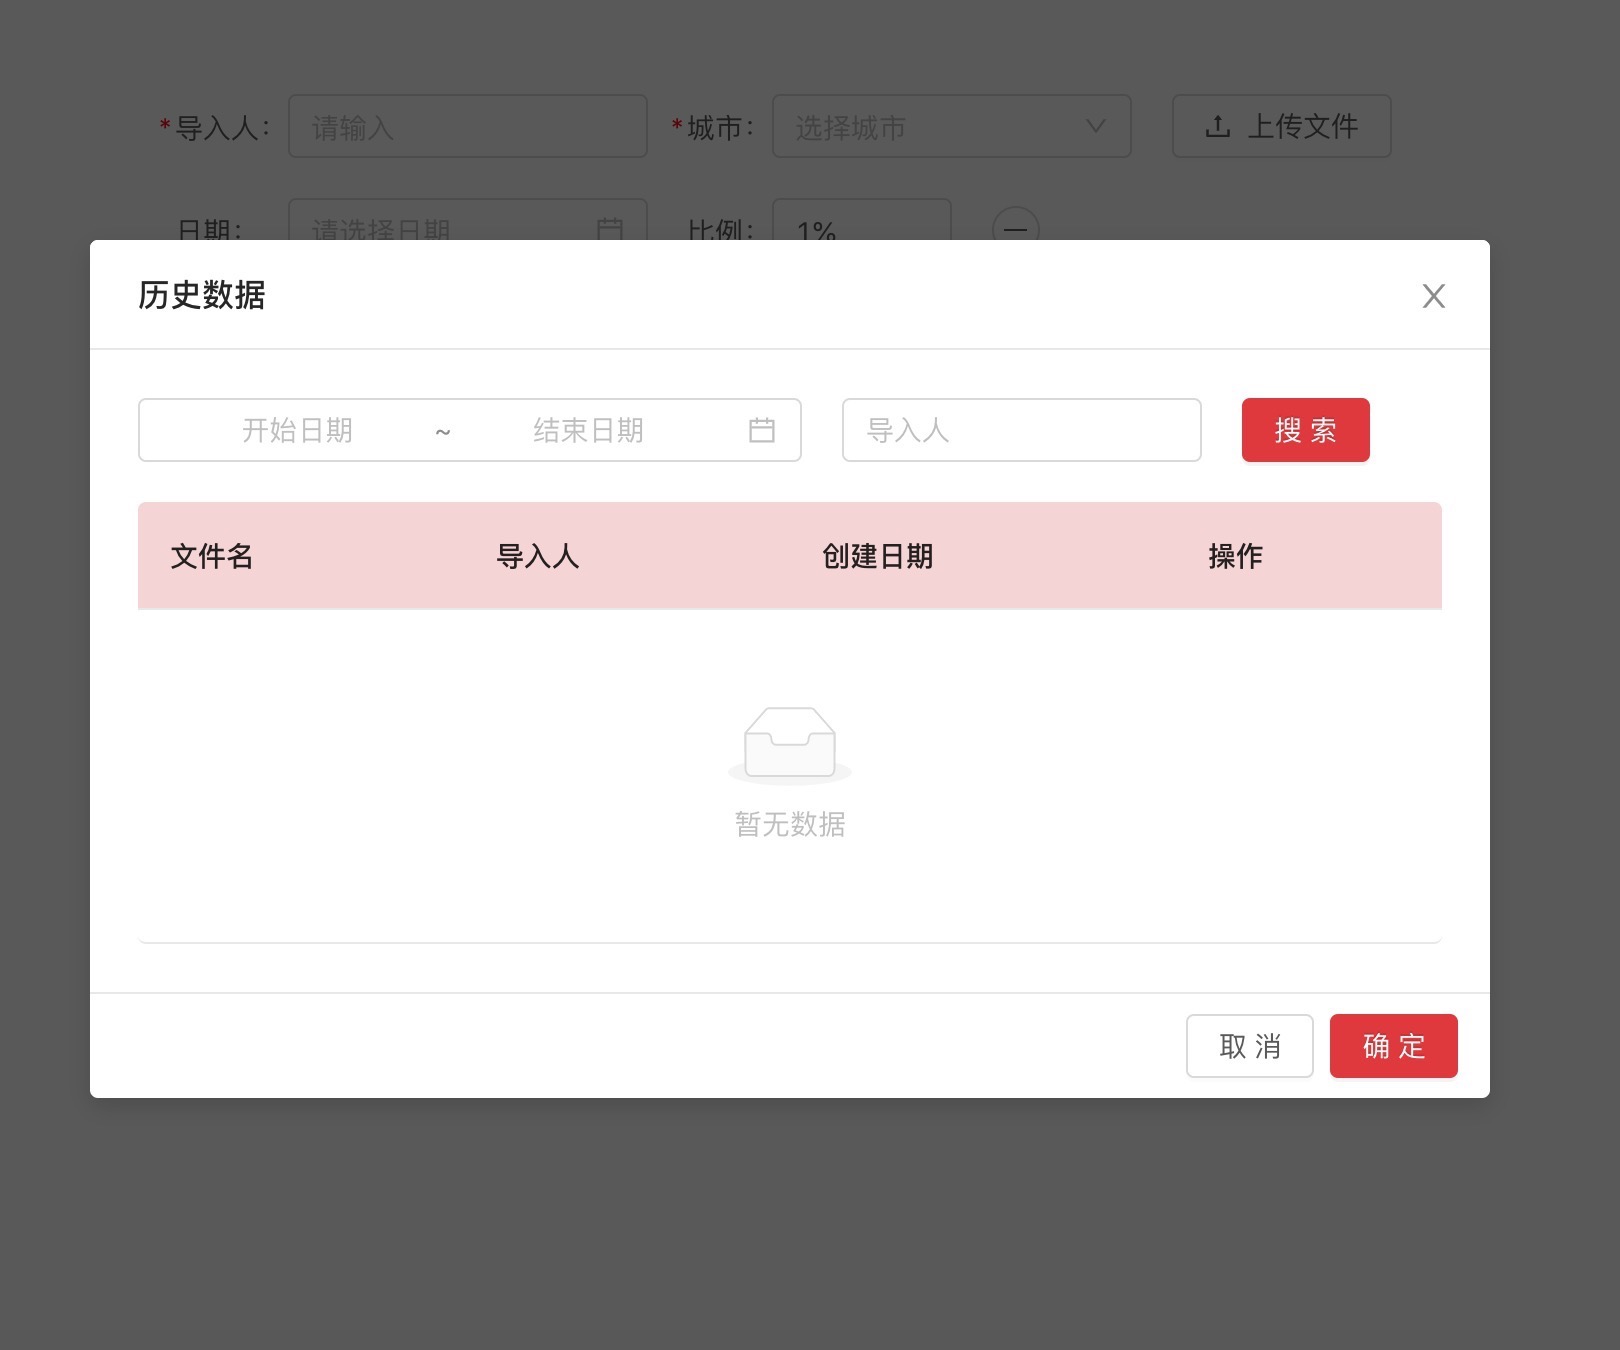 *导入人: 请输入 *城市: 选择城市 上传文件
日期: 请选择日期 比例: 1%
历史数据
开始日期 ~ 结束日期 导入人 搜 索
文件名 导入人 创建日期 操作
暂无数据
取 消 确 定